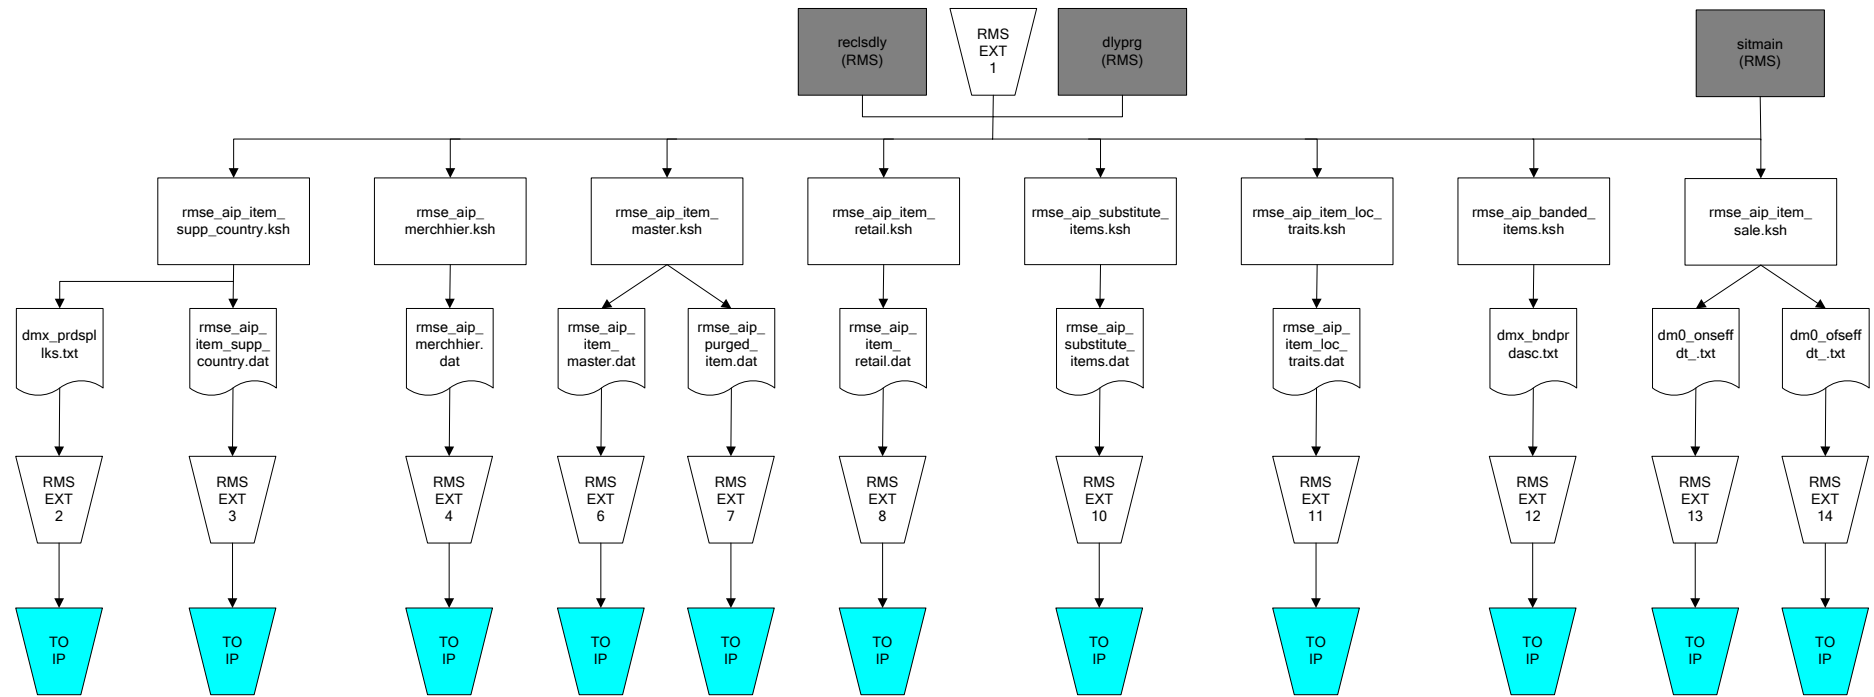 reclsdly
(RMS)
RMS
EXT
1
dlyprg
(RMS)
sitmain
(RMS)
rmse_aip_item_
supp_country.ksh
rmse_aip_
merchhier.ksh
rmse_aip_item_
master.ksh
rmse_aip_item_
retail.ksh
rmse_aip_substitute_
items.ksh
rmse_aip_item_loc_
traits.ksh
rmse_aip_banded_
items.ksh
rmse_aip_item_
sale.ksh
dmx_prdspl
lks.txt
rmse_aip_
item_supp_
country.dat
rmse_aip_
merchhier.
dat
rmse_aip_
item_
master.dat
rmse_aip_
purged_
item.dat
rmse_aip_
item_
retail.dat
rmse_aip_
substitute_
items.dat
rmse_aip_
item_loc_
traits.dat
dmx_bndpr
dasc.txt
dm0_onseff
dt_.txt
dm0_ofseff
dt_.txt
RMS
EXT
2
RMS
EXT
3
RMS
EXT
4
RMS
EXT
6
RMS
EXT
7
RMS
EXT
8
RMS
EXT
10
RMS
EXT
11
RMS
EXT
12
RMS
EXT
13
RMS
EXT
14
TO
IP
TO
IP
TO
IP
TO
IP
TO
IP
TO
IP
TO
IP
TO
IP
TO
IP
TO
IP
TO
IP